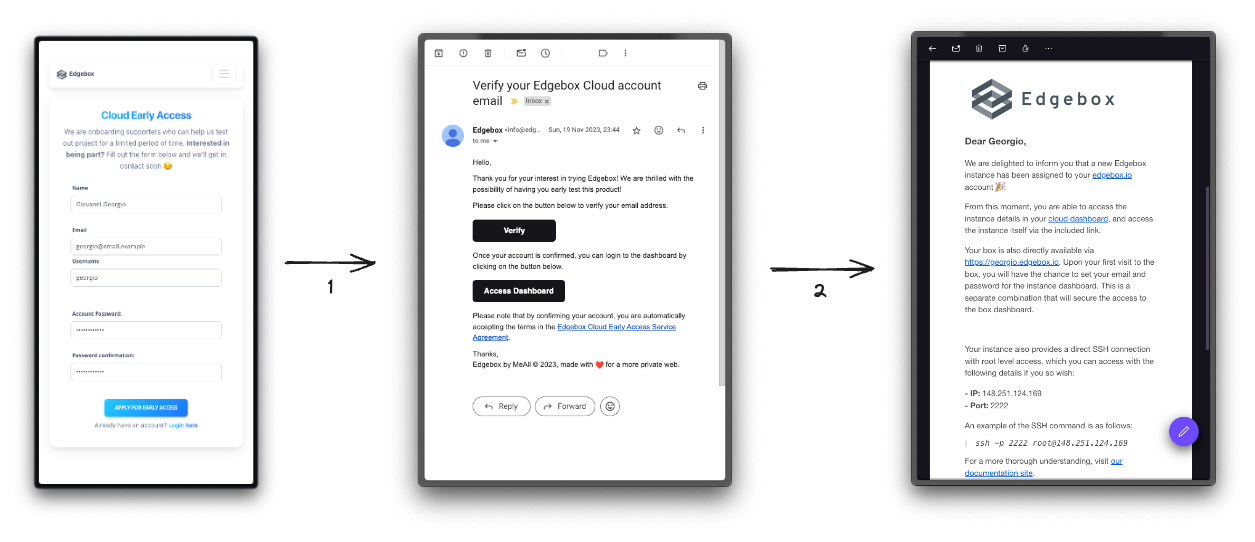 Edgebox
Cloud Early Access
We are onboarding supporters who can help us test
out project for a limited period of time. Interested in
being part? Fill out the form below and we'll get in
contact soon 😊
Name
Giovanni Georgio
Email
georgio@email.example
Username
georgio
Account Password:
••••••••••••
Password confirmation:
••••••••••••
APPLY FOR EARLY ACCESS
Already have an account? Login here
1
Verify your Edgebox Cloud account
email
Inbox x
Edgebox <info@edg... Sun, 19 Nov 2023, 23:44
to me
Hello,
Thank you for your interest in trying Edgebox! We are thrilled with the
possibility of having you early test this product!
Please click on the button below to verify your email address.
Verify
Once your account is confirmed, you can login to the dashboard by
clicking on the button below.
Access Dashboard
Please note that by confirming your account, you are automatically
accepting the terms in the Edgebox Cloud Early Access Service
Agreement.
Thanks,
Edgebox by MeAll © 2023, made with ❤️ for a more private web.
Reply
Forward
2
Edgebox
Dear Georgio,
We are delighted to inform you that a new Edgebox
instance has been assigned to your edgebox.io
account 🎉
From this moment, you are able to access the
instance details in your cloud dashboard, and access
the instance itself via the included link.
Your box is also directly available via
https://georgio.edgebox.io. Upon your first visit to the
box, you will have the chance to set your email and
password for the instance dashboard. This is a
separate combination that will secure the access to
the box dashboard.
Your instance also provides a direct SSH connection
with root level access, which you can access with the
following details if you so wish:
- IP: 148.251.124.169
- Port: 2222
An example of the SSH command is as follows:
ssh -p 2222 root@148.251.124.169
For a more thorough understanding, visit our
documentation site.